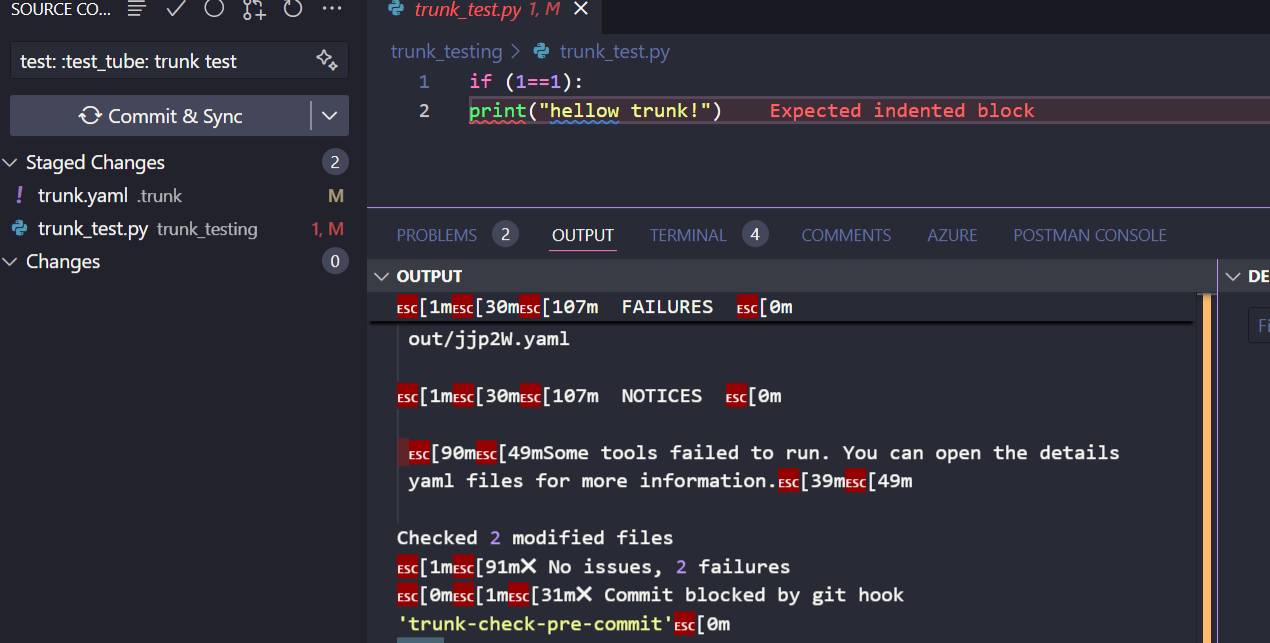 SOURCE CO...
test: :test_tube: trunk test
Commit & Sync
Staged Changes 2
! trunk.yaml .trunk M
trunk_test.py trunk_testing 1, M
Changes 0
trunk_test.py 1, M
trunk_testing > trunk_test.py
1 if (1==1):
2 print("hellow trunk!") Expected indented block
PROBLEMS 2 OUTPUT TERMINAL 4 COMMENTS AZURE POSTMAN CONSOLE
OUTPUT
ESC[1mESC[30mESC[107m FAILURES ESC[0m
out/jjp2W.yaml
ESC[1mESC[30mESC[107m NOTICES ESC[0m
ESC[90mESC[49mSome tools failed to run. You can open the details
yaml files for more information.ESC[39mESC[49m
Checked 2 modified files
ESC[1mESC[91m✖ No issues, 2 failures
ESC[0mESC[1mESC[31m✖ Commit blocked by git hook
'trunk-check-pre-commit'ESC[0m
DE
Fi